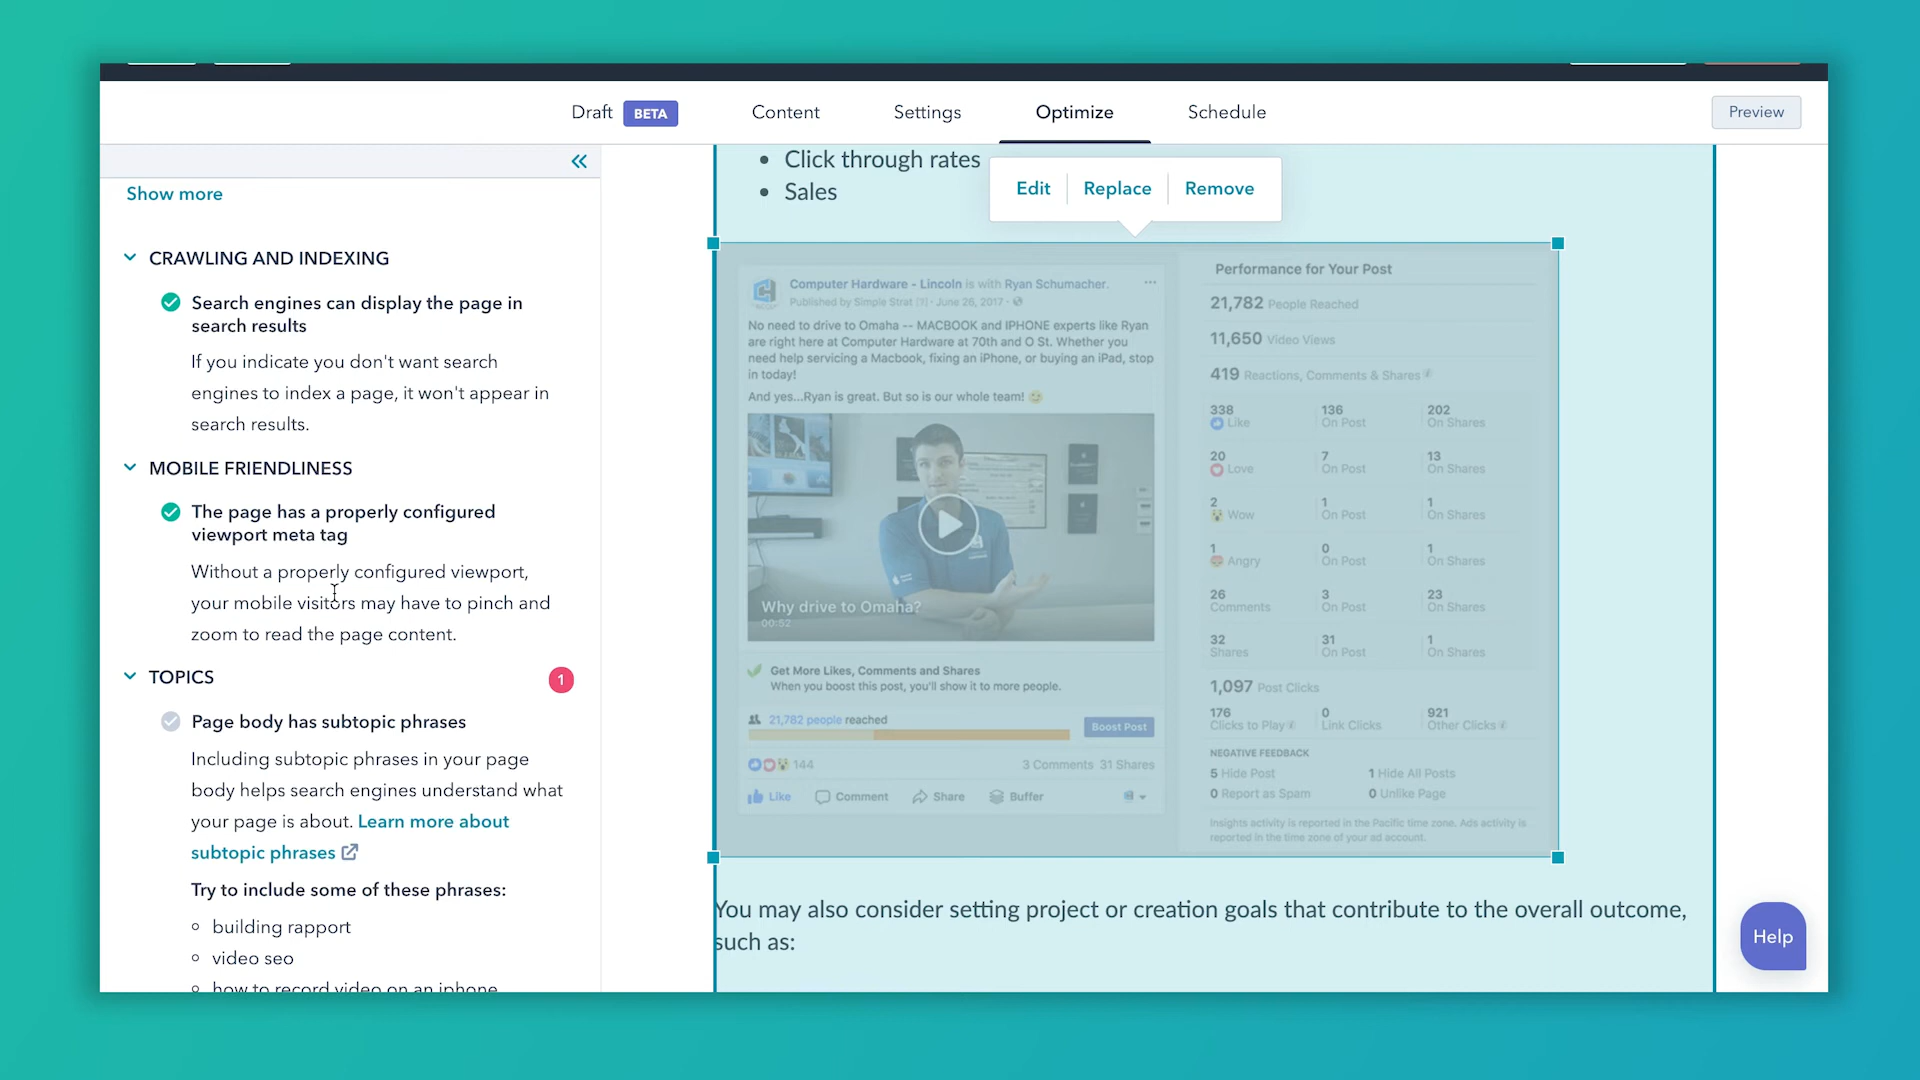 Draft BETA
Content
Settings
Optimize
Schedule
Preview
Show more
CRAWLING AND INDEXING
Search engines can display the page in
search results
If you indicate you don't want search
engines to index a page, it won't appear in
search results.
MOBILE FRIENDLINESS
The page has a properly configured
viewport meta tag
Without a properly configured viewport,
your mobile visitors may have to pinch and
zoom to read the page content.
TOPICS
1
Page body has subtopic phrases
Including subtopic phrases in your page
body helps search engines understand what
your page is about. Learn more about
subtopic phrases
Try to include some of these phrases:
building rapport
video seo
how to record video on an iphone
Click through rates
Sales
Edit
Replace
Remove
Computer Hardware - Lincoln is with Ryan Schumacher.
Published by Simple Strat [?] · June 26, 2017 ·
No need to drive to Omaha -- MACBOOK and IPHONE experts like Ryan
are right here at Computer Hardware at 70th and O St. Whether you
need help servicing a Macbook, fixing an iPhone, or buying an iPad, stop
in today!
And yes...Ryan is great. But so is our whole team!
Why drive to Omaha?
00:52
Get More Likes, Comments and Shares
When you boost this post, you'll show it to more people.
21,782 people reached
Boost Post
144
3 Comments 31 Shares
Like
Comment
Share
Buffer
Performance for Your Post
21,782 People Reached
11,650 Video Views
419 Reactions, Comments & Shares
338 136 202
Like On Post On Shares
20 7 13
Love On Post On Shares
2 1 1
Wow On Post On Shares
1 0 1
Angry On Post On Shares
26 3 23
Comments On Post On Shares
32 31 1
Shares On Post On Shares
1,097 Post Clicks
176 0 921
Clicks to Play Link Clicks Other Clicks
NEGATIVE FEEDBACK
5 Hide Post 1 Hide All Posts
0 Report as Spam 0 Unlike Page
Insights activity is reported in the Pacific time zone. Ads activity is
reported in the time zone of your ad account.
You may also consider setting project or creation goals that contribute to the overall outcome,
such as:
Help